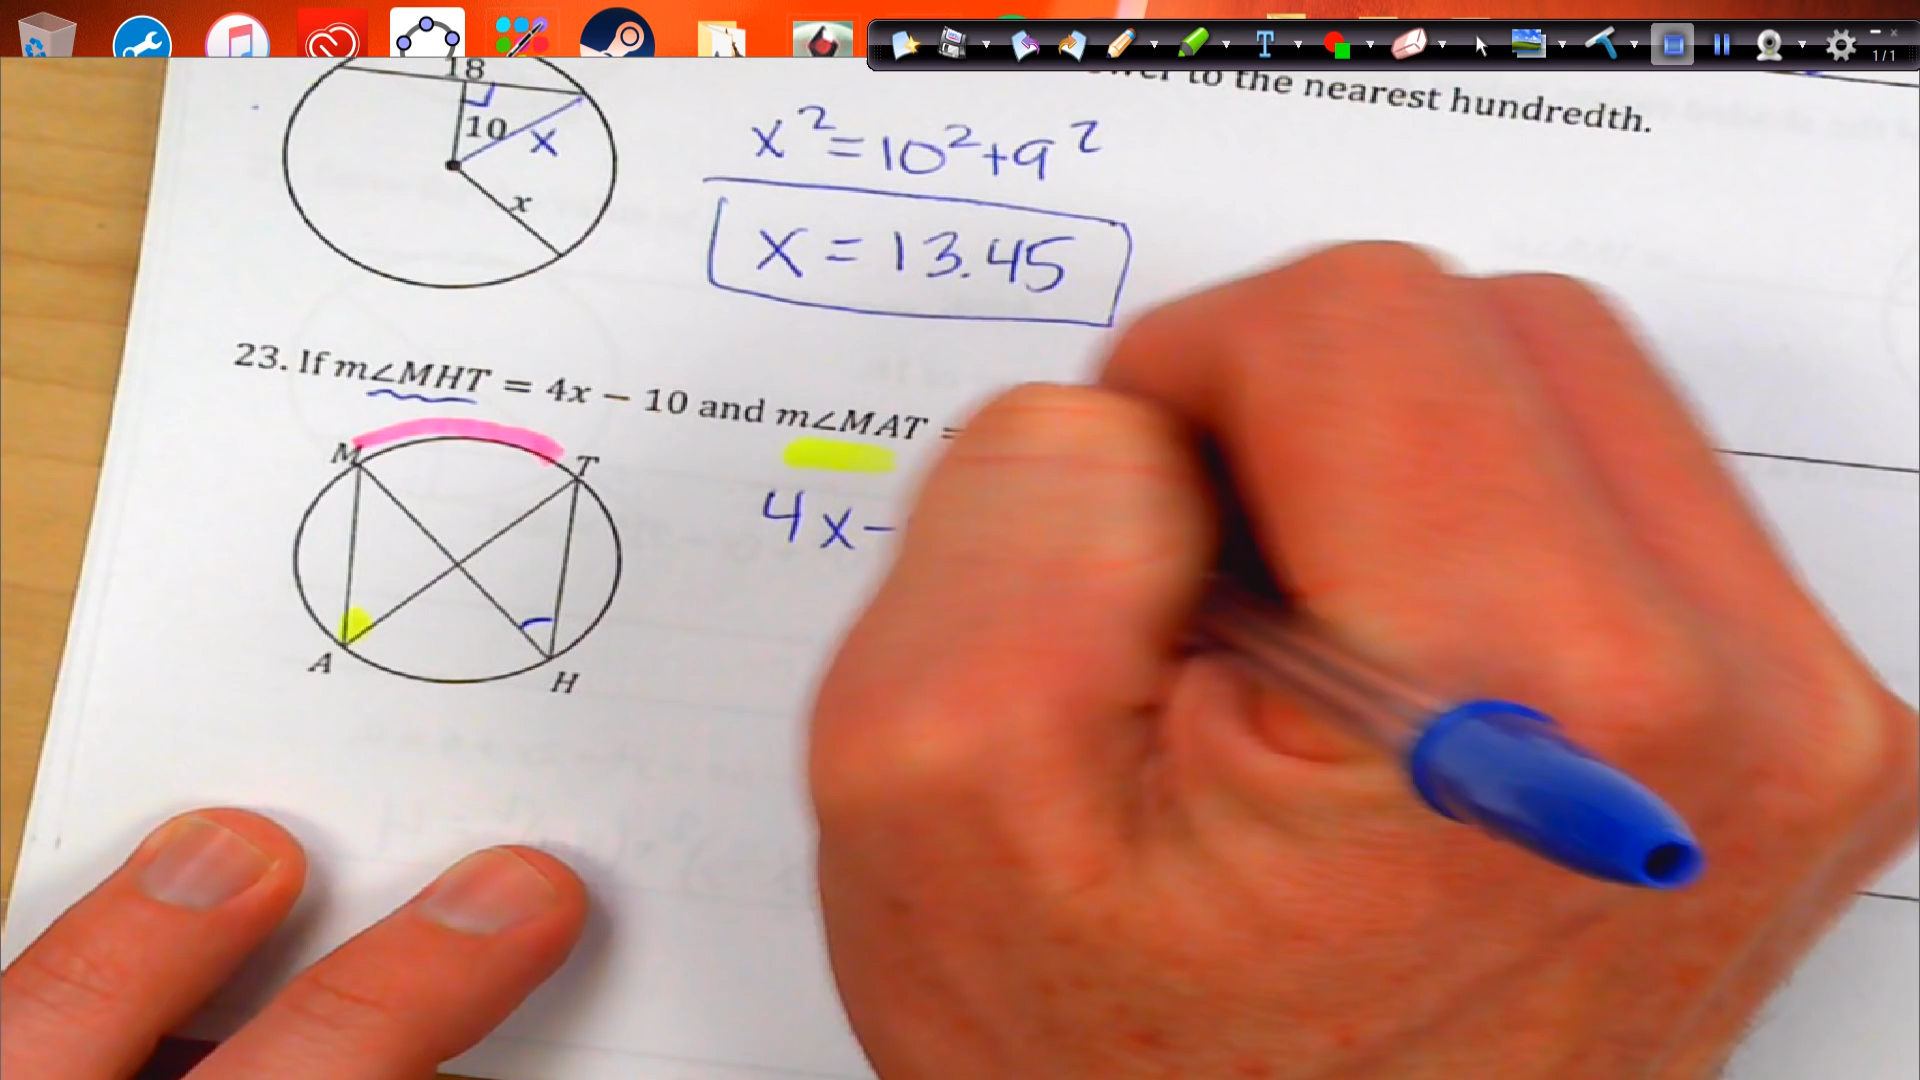 1/1
to the nearest hundredth.
18
10
x
x
x² = 10² + 9²
x = 13.45
23. If m∠MHT = 4x − 10 and m∠MAT =
M
T
4x-
A
H